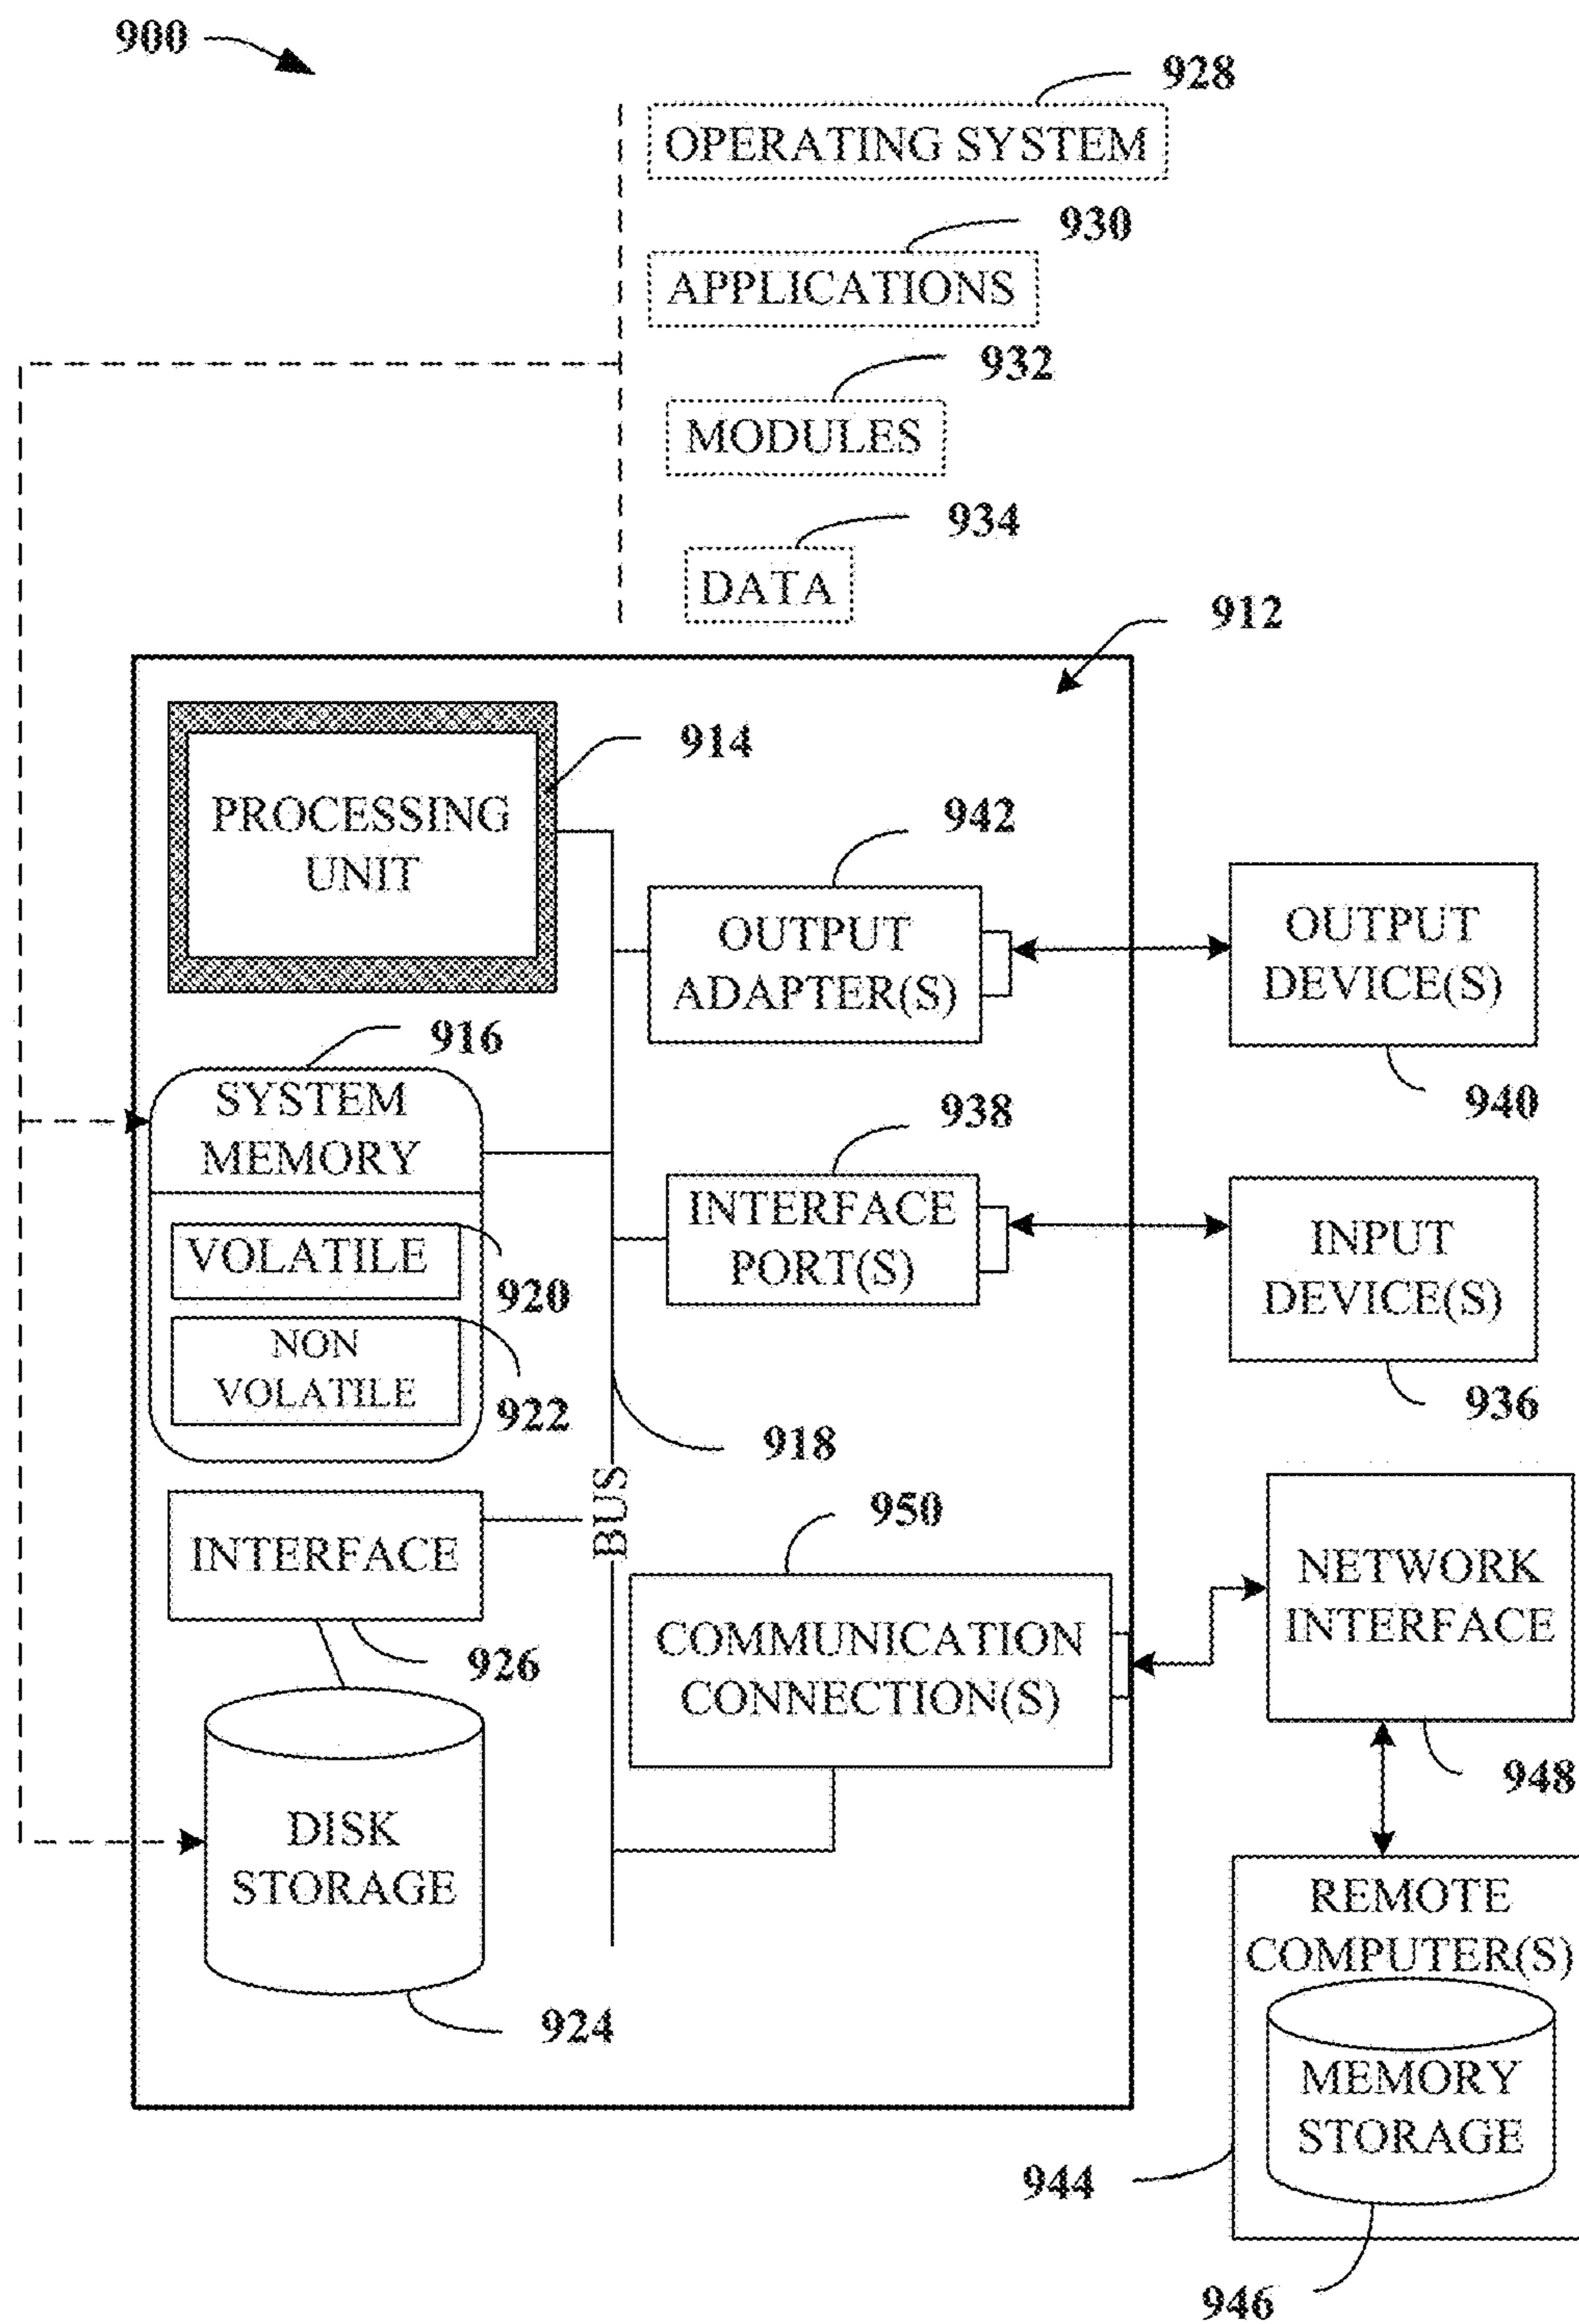 900
928
OPERATING SYSTEM
930
APPLICATIONS
932
MODULES
934
DATA
912
914
PROCESSING
UNIT
942
OUTPUT
ADAPTER(S)
OUTPUT
DEVICE(S)
940
916
SYSTEM
MEMORY
938
INTERFACE
PORT(S)
INPUT
DEVICE(S)
936
VOLATILE
920
NON
VOLATILE
922
918
BUS
950
INTERFACE
926
COMMUNICATION
CONNECTION(S)
NETWORK
INTERFACE
948
DISK
STORAGE
924
REMOTE
COMPUTER(S)
MEMORY
STORAGE
944
946